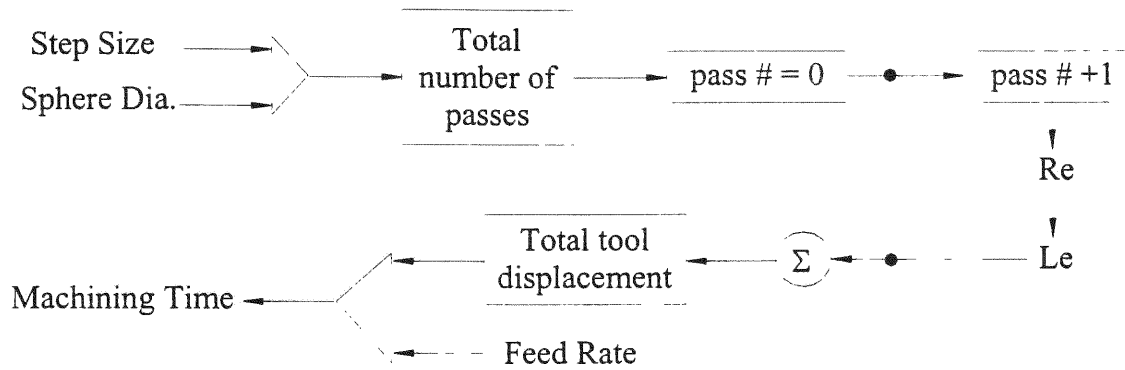 Step Size
Sphere Dia.
Total
number of
passes
pass # = 0
pass # +1
Re
Le
Σ
Total tool
displacement
Machining Time
Feed Rate